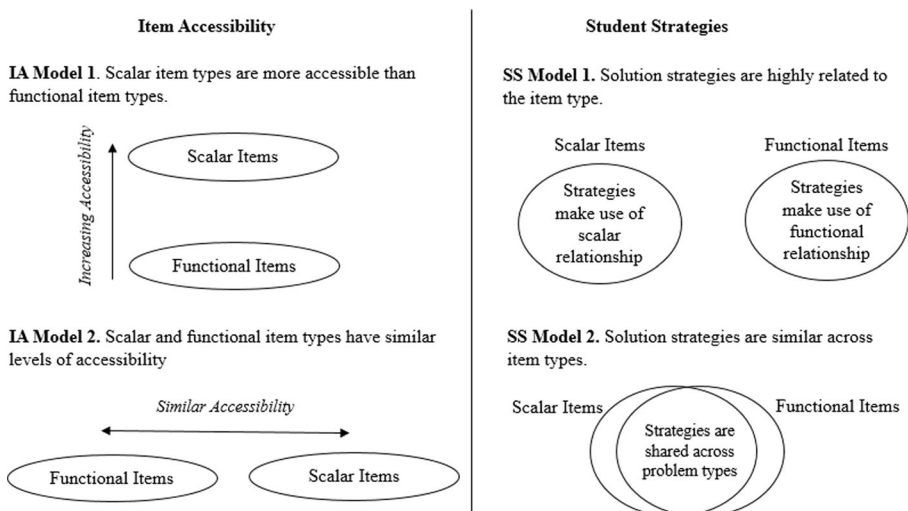 Item Accessibility
IA Model 1. Scalar item types are more accessible than
functional item types.
Increasing Accessibility
Scalar Items
Functional Items
IA Model 2. Scalar and functional item types have similar
levels of accessibility
Similar Accessibility
Functional Items
Scalar Items
Student Strategies
SS Model 1. Solution strategies are highly related to
the item type.
Scalar Items
Strategies
make use of
scalar
relationship
Functional Items
Strategies
make use of
functional
relationship
SS Model 2. Solution strategies are similar across
item types.
Scalar Items
Functional Items
Strategies are
shared across
problem types